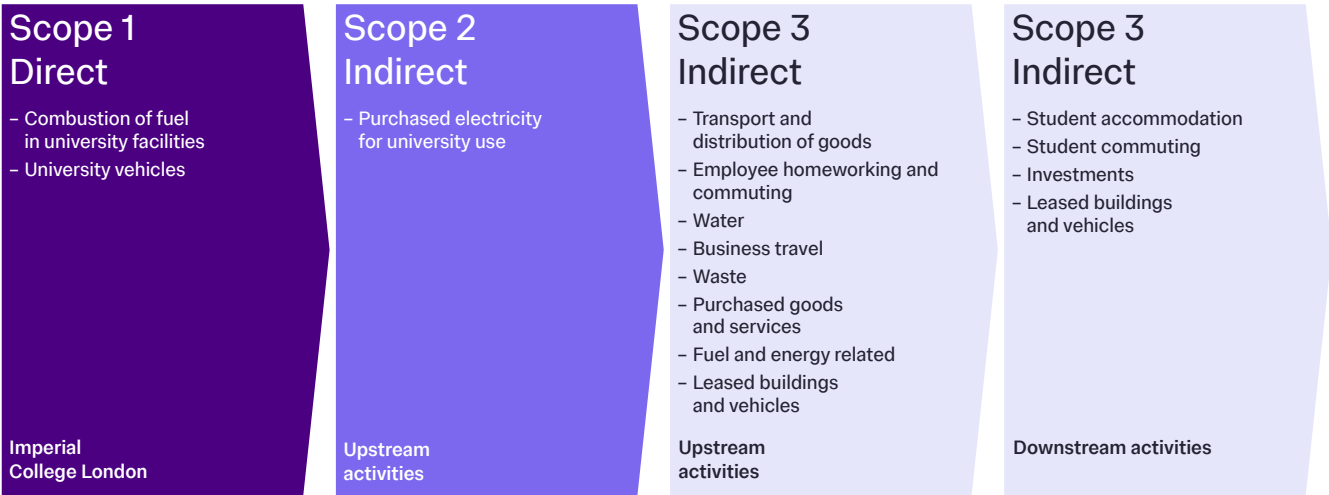 Scope 1
Direct
– Combustion of fuel
in university facilities
– University vehicles
Imperial
College London
Scope 2
Indirect
– Purchased electricity
for university use
Upstream
activities
Scope 3
Indirect
– Transport and
distribution of goods
– Employee homeworking and
commuting
– Water
– Business travel
– Waste
– Purchased goods
and services
– Fuel and energy related
– Leased buildings
and vehicles
Upstream
activities
Scope 3
Indirect
– Student accommodation
– Student commuting
– Investments
– Leased buildings
and vehicles
Downstream activities